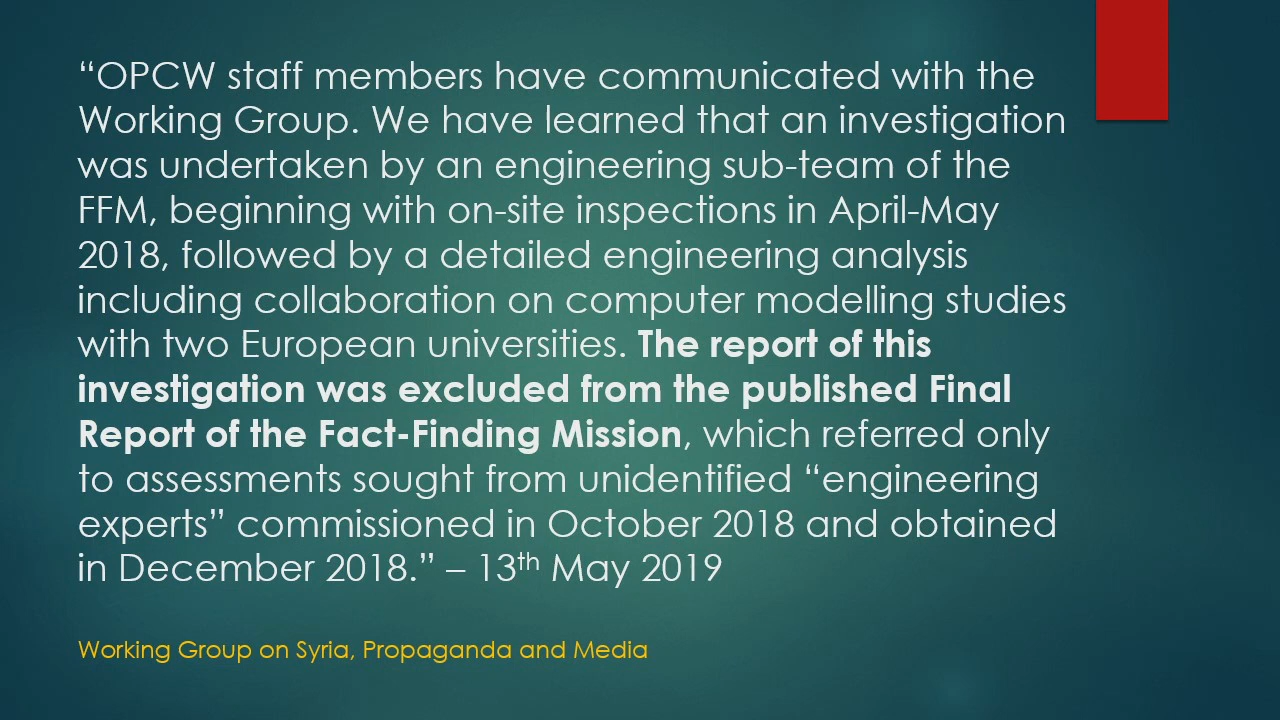 “OPCW staff members have communicated with the
Working Group. We have learned that an investigation
was undertaken by an engineering sub-team of the
FFM, beginning with on-site inspections in April-May
2018, followed by a detailed engineering analysis
including collaboration on computer modelling studies
with two European universities. The report of this
investigation was excluded from the published Final
Report of the Fact-Finding Mission, which referred only
to assessments sought from unidentified “engineering
experts” commissioned in October 2018 and obtained
in December 2018.” – 13th May 2019
Working Group on Syria, Propaganda and Media